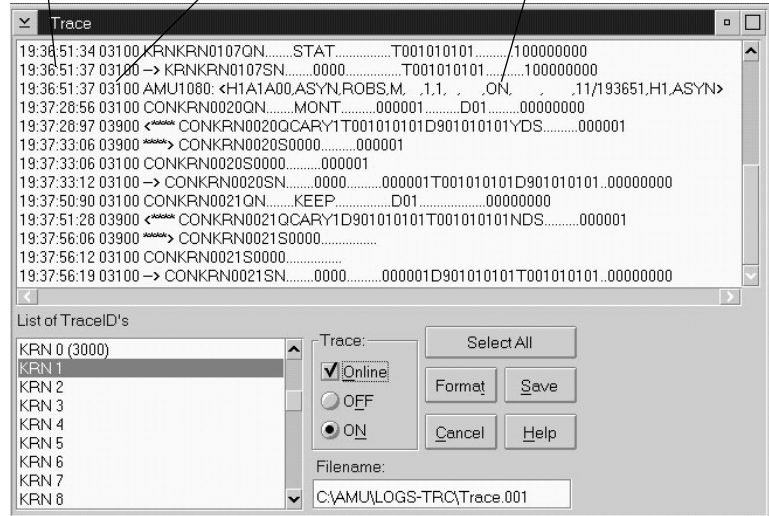 Trace
19:36:51:34 03100 KRNKRN0107QN......STAT..............T001010101..........100000000
19:36:51:37 03100 --> KRNKRN0107SN........0000..............T001010101..........100000000
19:36:51:37 03100 AMU1080: <H1A1A00,ASYN,ROBS,M, ,1,1, , ,ON, , ,11/193651,H1,ASYN>
19:37:28:56 03100 CONKRN0020QN......MONT..............000001.........D01........00000000
19:37:28:97 03900 <***** CONKRN0020QCARY1T001010101D901010101YDS.........000001
19:37:33:06 03900 *****> CONKRN0020S0000..........000001
19:37:33:12 03100 CONKRN0020S0000..........000001
19:37:33:12 03100 --> CONKRN0020SN........0000..........000001T001010101D901010101..00000000
19:37:50:90 03100 CONKRN0021QN......KEEP..............D01....................00000000
19:37:51:28 03900 <***** CONKRN0021QCARY1D901010101T001010101NDS.........000001
19:37:56:06 03900 *****> CONKRN0021S0000................
19:37:56:12 03100 CONKRN0021S0000................
19:37:56:19 03100 --> CONKRN0021SN........0000..........000001D901010101T001010101..00000000
List of TraceID's
KRN 0 (3000)
KRN 1
KRN 2
KRN 3
KRN 4
KRN 5
KRN 6
KRN 7
KRN 8
Trace:
Online
OFF
ON
Select All
Format
Save
Cancel
Help
Filename:
C:\AMU\LOGS-TRC\Trace.001